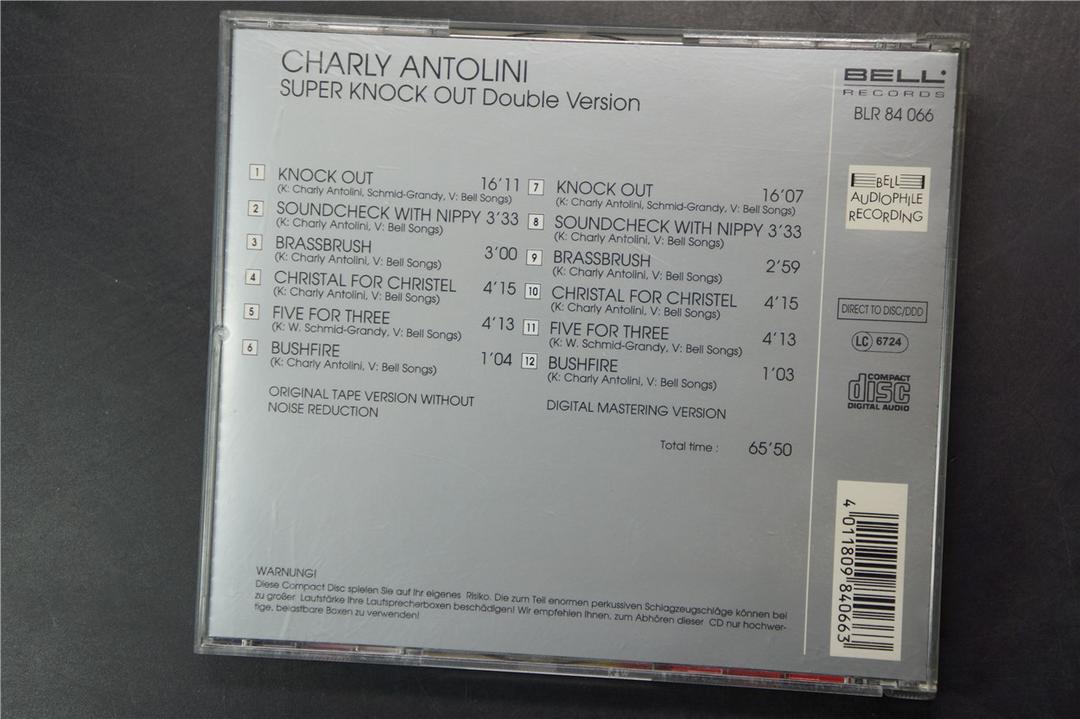 CHARLY ANTOLINI
SUPER KNOCK OUT Double Version
1 KNOCK OUT 16'11
(K: Charly Antolini, Schmid-Grandy, V: Bell Songs)
2 SOUNDCHECK WITH NIPPY 3'33
(K: Charly Antolini, V: Bell Songs)
3 BRASSBRUSH 3'00
(K: Charly Antolini, V: Bell Songs)
4 CHRISTAL FOR CHRISTEL 4'15
(K: Charly Antolini, V: Bell Songs)
5 FIVE FOR THREE 4'13
(K: W. Schmid-Grandy, V: Bell Songs)
6 BUSHFIRE 1'04
(K: Charly Antolini, V: Bell Songs)
ORIGINAL TAPE VERSION WITHOUT
NOISE REDUCTION
7 KNOCK OUT 16'07
(K: Charly Antolini, Schmid-Grandy, V: Bell Songs)
8 SOUNDCHECK WITH NIPPY 3'33
(K: Charly Antolini, V: Bell Songs)
9 BRASSBRUSH 2'59
(K: Charly Antolini, V: Bell Songs)
10 CHRISTAL FOR CHRISTEL 4'15
(K: Charly Antolini, V: Bell Songs)
11 FIVE FOR THREE 4'13
(K: W. Schmid-Grandy, V: Bell Songs)
12 BUSHFIRE 1'03
(K: Charly Antolini, V: Bell Songs)
DIGITAL MASTERING VERSION
Total time : 65'50
WARNUNG!
Diese Compact Disc spielen Sie auf Ihr eigenes Risiko. Die zum Teil enormen perkussiven Schlagzeugschläge können bei
zu großer Lautstärke Ihre Lautsprecherboxen beschädigen! Wir empfehlen Ihnen, zum Abhören dieser CD nur hochwer-
tige, belastbare Boxen zu verwenden!
BELL
RECORDS
BLR 84 066
BELL
AUDIOPHILE
RECORDING
DIRECT TO DISC/DDD
LC 6724
COMPACT
disc
DIGITAL AUDIO
4 011809 840663